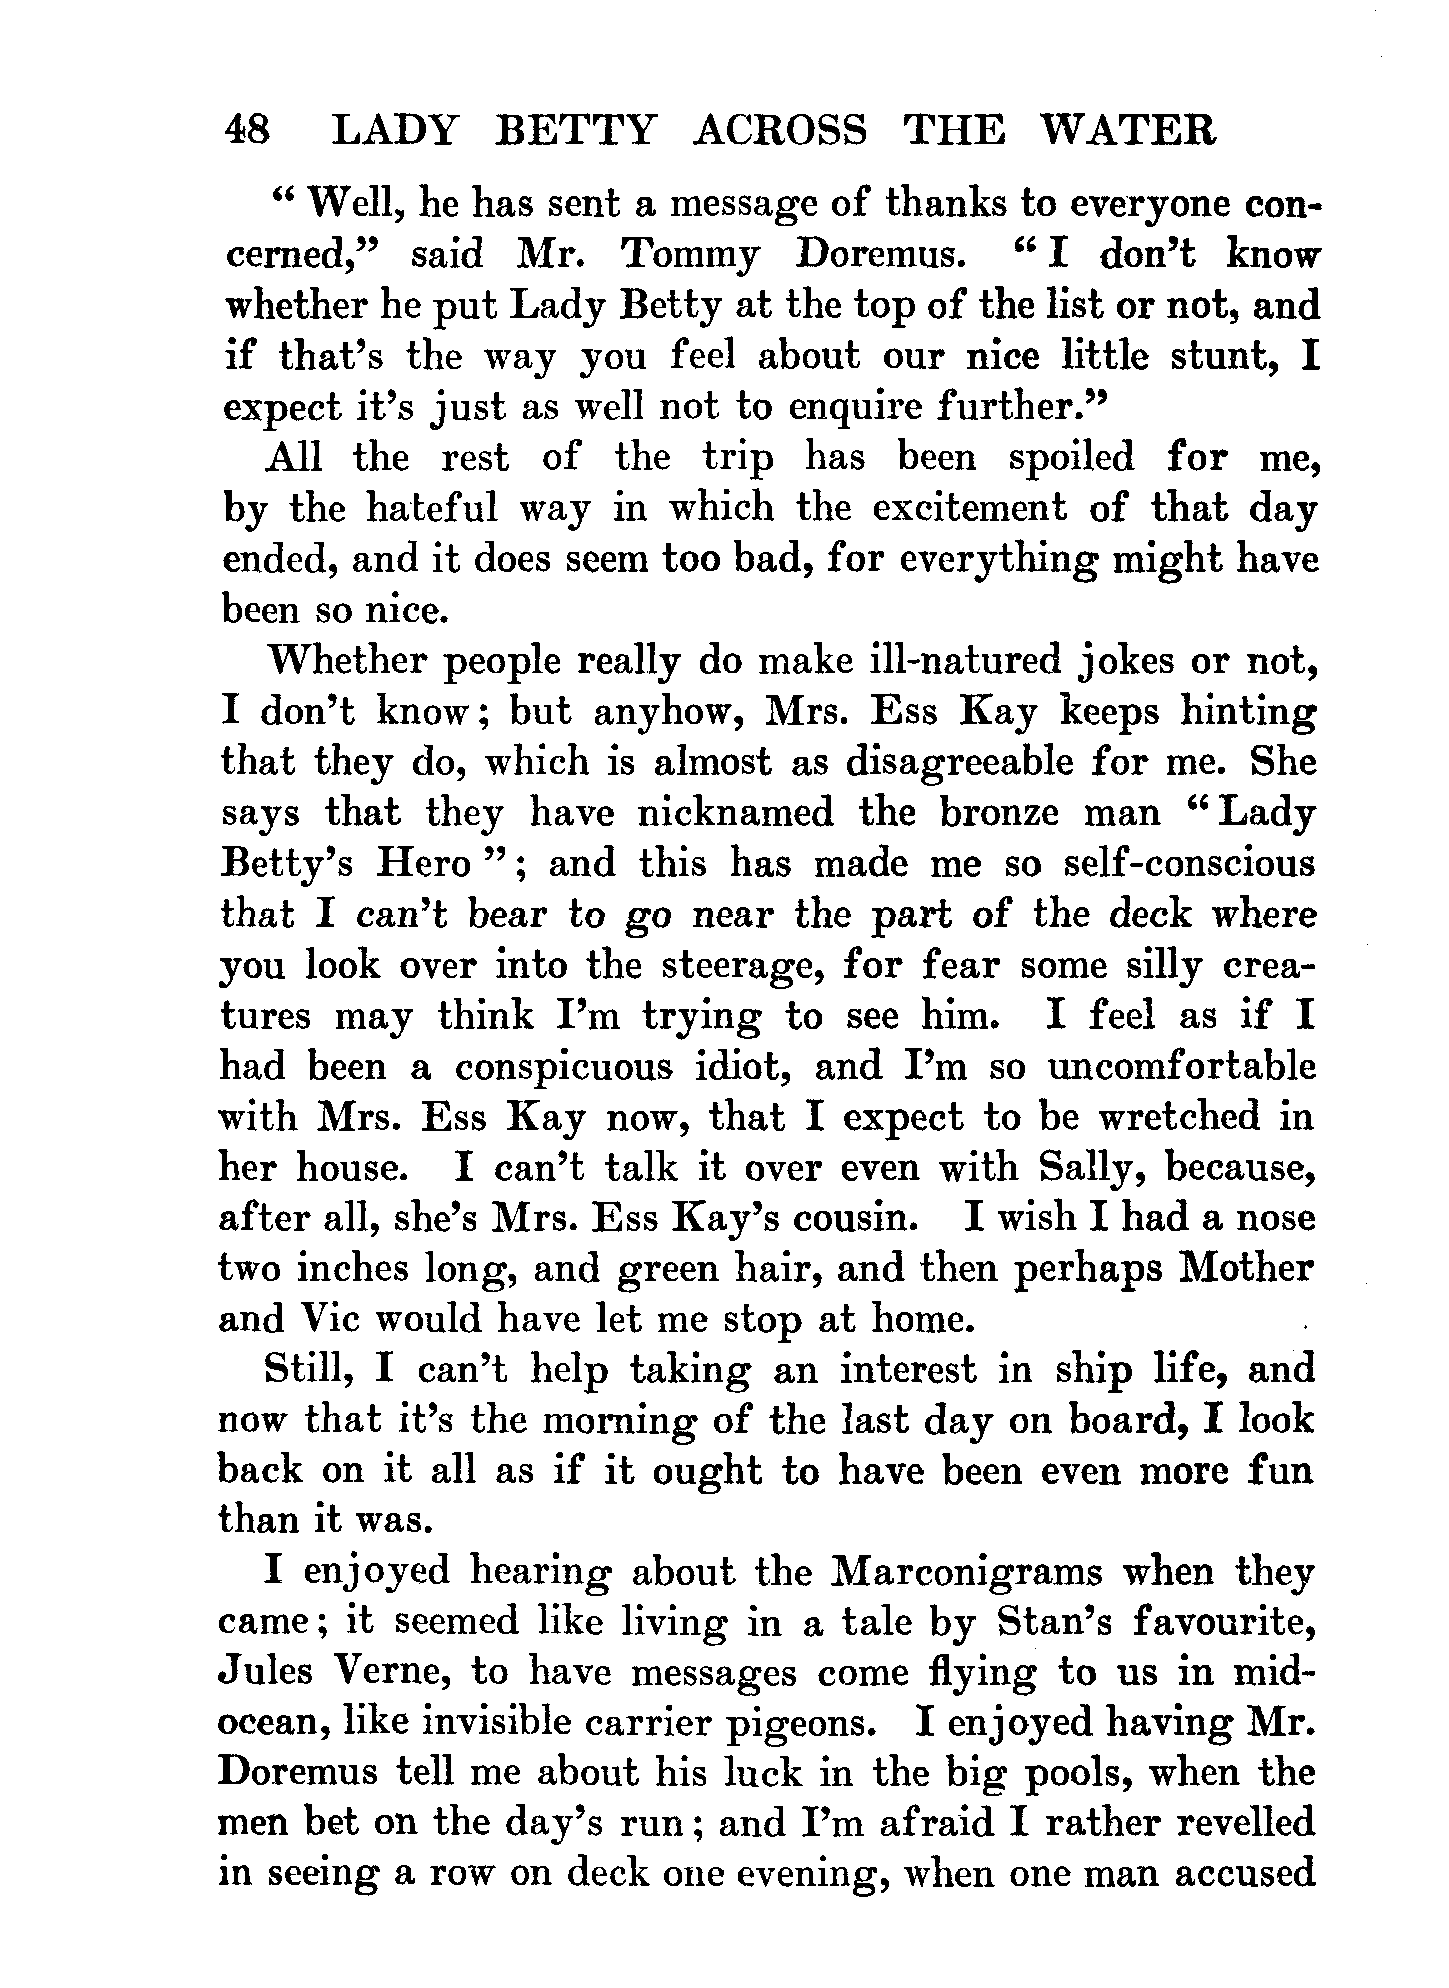 48 LADY BETTY ACROSS THE WATER
“ Well, he has sent a message of thanks to everyone con-
cerned,” said Mr. Tommy Doremus. “ I don’t know
whether he put Lady Betty at the top of the list or not, and
if that’s the way you feel about our nice little stunt, I
expect it’s just as well not to enquire further.”
All the rest of the trip has been spoiled for me,
by the hateful way in which the excitement of that day
ended, and it does seem too bad, for everything might have
been so nice.
Whether people really do make ill-natured jokes or not,
I don’t know; but anyhow, Mrs. Ess Kay keeps hinting
that they do, which is almost as disagreeable for me. She
says that they have nicknamed the bronze man “ Lady
Betty’s Hero ”; and this has made me so self-conscious
that I can’t bear to go near the part of the deck where
you look over into the steerage, for fear some silly crea-
tures may think I’m trying to see him. I feel as if I
had been a conspicuous idiot, and I’m so uncomfortable
with Mrs. Ess Kay now, that I expect to be wretched in
her house. I can’t talk it over even with Sally, because,
after all, she’s Mrs. Ess Kay’s cousin. I wish I had a nose
two inches long, and green hair, and then perhaps Mother
and Vic would have let me stop at home.
Still, I can’t help taking an interest in ship life, and
now that it’s the morning of the last day on board, I look
back on it all as if it ought to have been even more fun
than it was.
I enjoyed hearing about the Marconigrams when they
came; it seemed like living in a tale by Stan’s favourite,
Jules Verne, to have messages come flying to us in mid-
ocean, like invisible carrier pigeons. I enjoyed having Mr.
Doremus tell me about his luck in the big pools, when the
men bet on the day’s run; and I’m afraid I rather revelled
in seeing a row on deck one evening, when one man accused